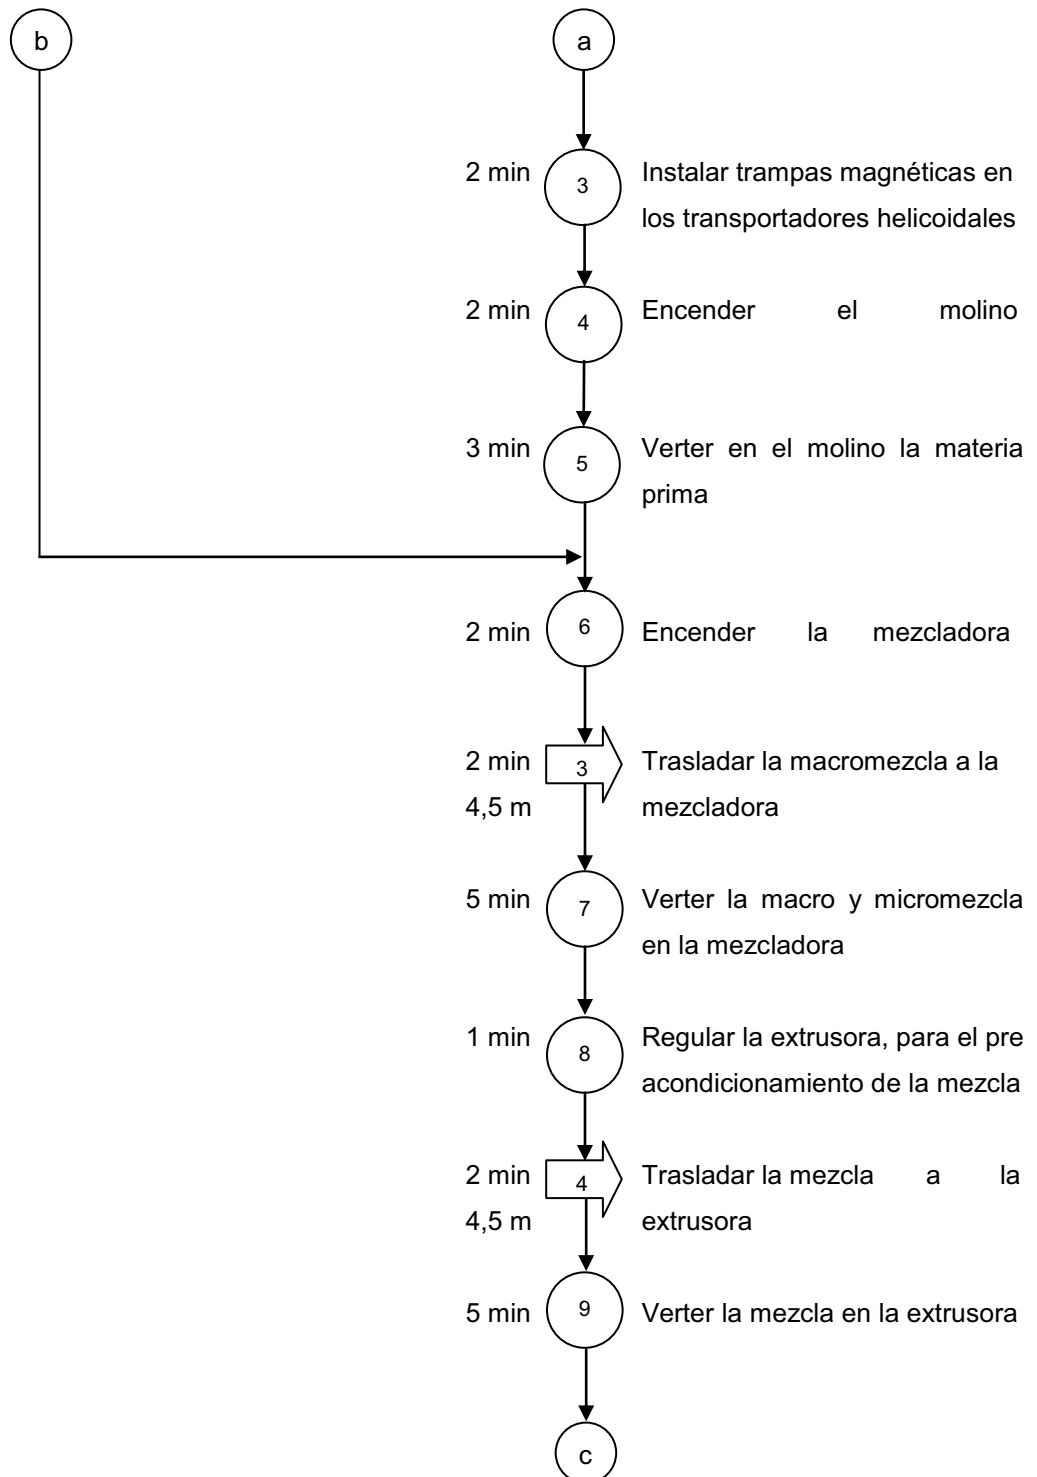 b
a
2 min 3 Instalar trampas magnéticas en
los transportadores helicoidales
2 min 4 Encender el molino
3 min 5 Verter en el molino la materia
prima
2 min 6 Encender la mezcladora
2 min 3 Trasladar la macromezcla a la
4,5 m mezcladora
5 min 7 Verter la macro y micromezcla
en la mezcladora
1 min 8 Regular la extrusora, para el pre
acondicionamiento de la mezcla
2 min 4 Trasladar la mezcla a la
4,5 m extrusora
5 min 9 Verter la mezcla en la extrusora
c